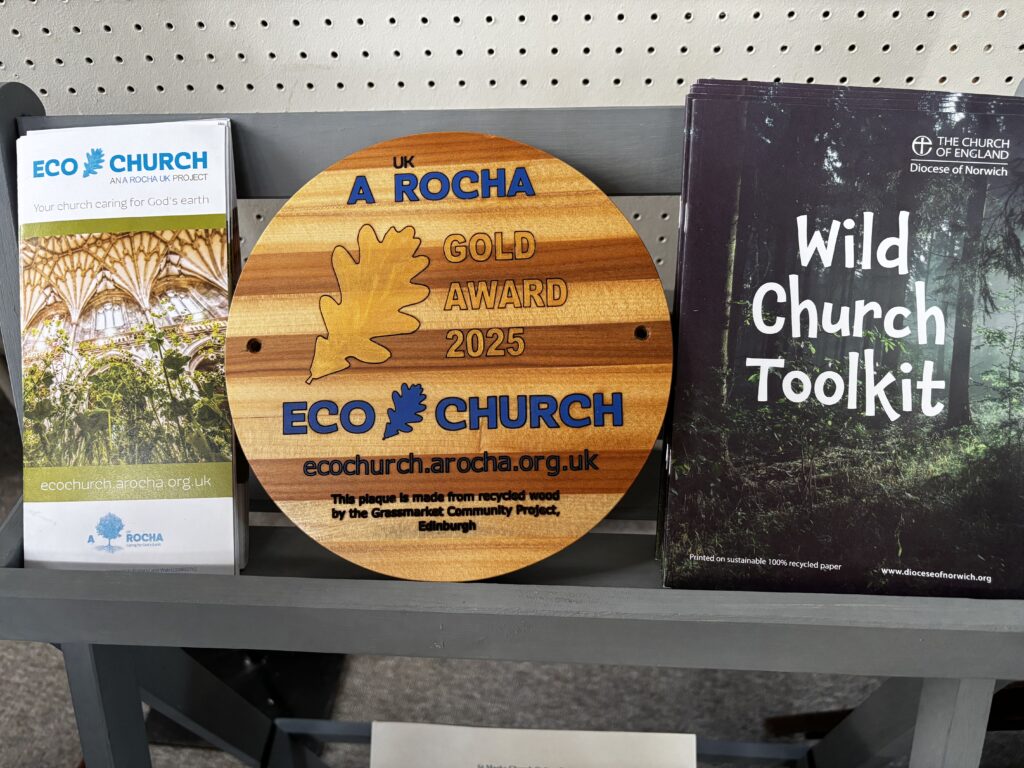 ECO CHURCH
AN A ROCHA UK PROJECT
Your church caring for God's earth
ecochurch.arocha.org.uk
A ROCHA
UK
A ROCHA
GOLD
AWARD
2025
ECO CHURCH
ecochurch.arocha.org.uk
This plaque is made from recycled wood
by the Grassmarket Community Project,
Edinburgh
THE CHURCH
OF ENGLAND
Diocese of Norwich
Wild
Church
Toolkit
Printed on sustainable 100% recycled paper
www.dioceseofnorwich.org